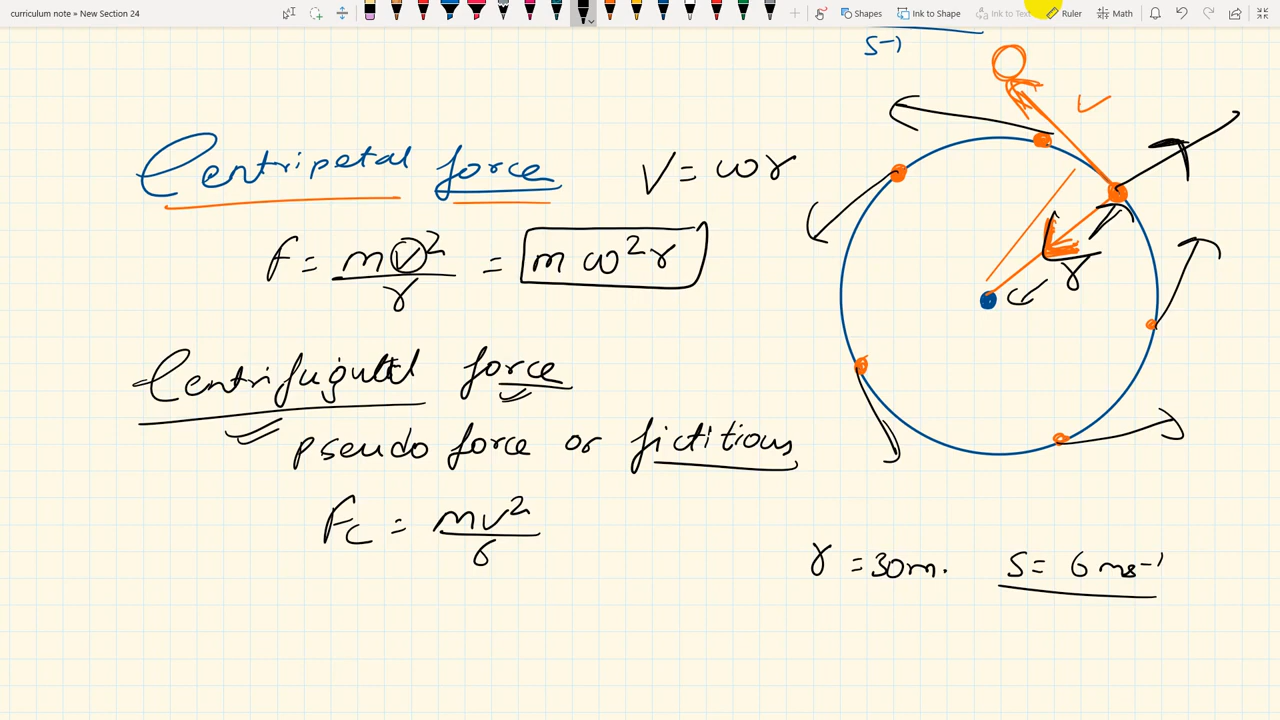 curriculum note » New Section 24
Shapes
Ink to Shape
Ink to Text
Ruler
Math
s-1
Centripetal force
V = ωr
F = mv²/r = mω²r
r
v
Centrifugal force
pseudo force or fictitious
Fc = mv²/r
r = 30m. S = 6 ms-1